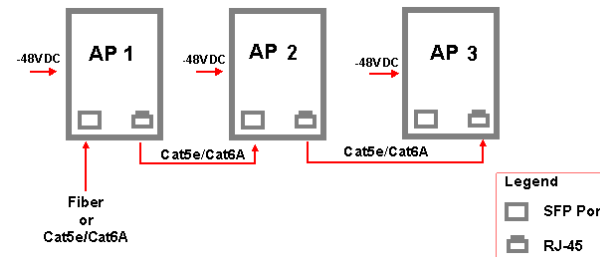 -48VDC
AP 1
-48VDC
AP 2
-48VDC
AP 3
Cat5e/Cat6A
Cat5e/Cat6A
Fiber
or
Cat5e/Cat6A
Legend
SFP Por
RJ-45